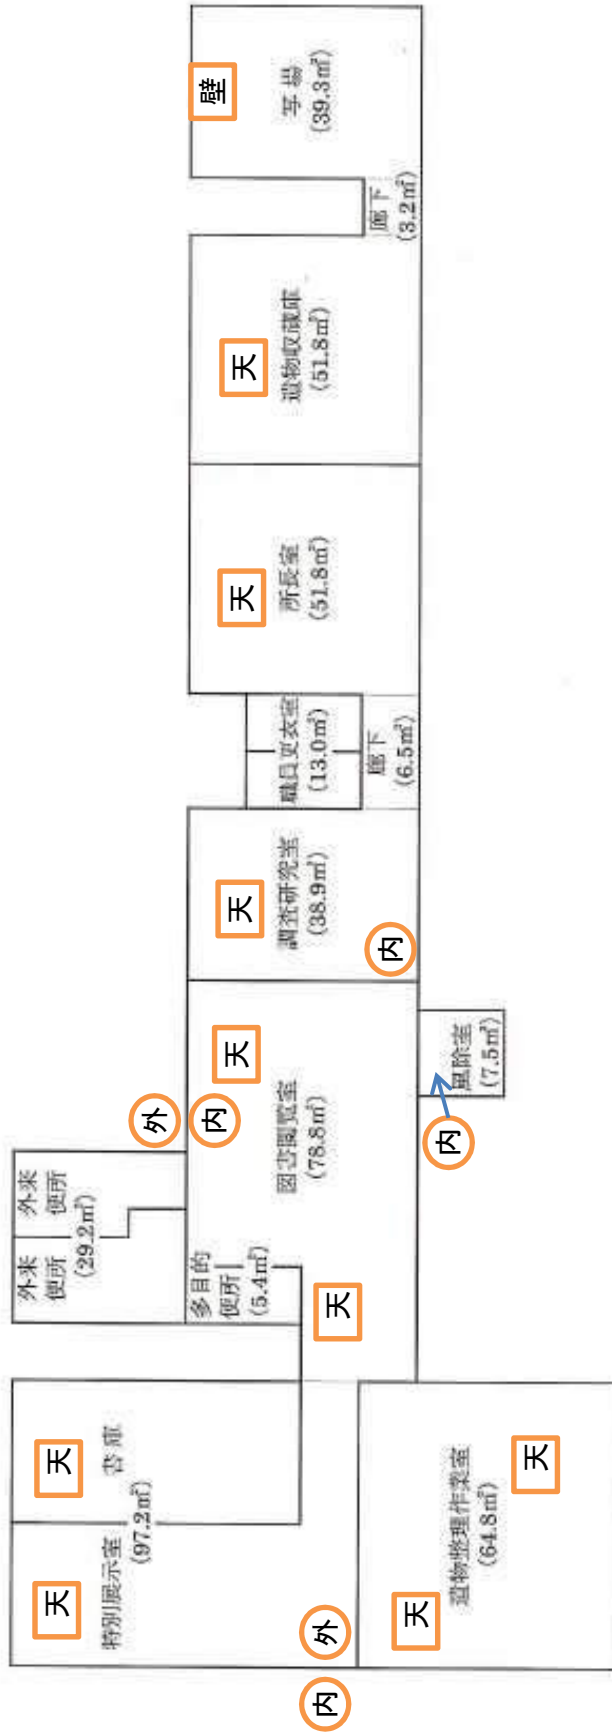 天
特別展示室
(97.2㎡)
天
書庫
外来
便所
外来
便所
(29.2㎡)
外
内
天
遺物整理作業室
(64.8㎡)
天
外
内
天
多目的
便所
(5.4㎡)
図書閲覧室
(78.8㎡)
内
天
内
風除室
(7.5㎡)
天
調査研究室
(38.9㎡)
内
職員更衣室
(13.0㎡)
廊下
(6.5㎡)
天
所長室
(51.8㎡)
天
遺物収蔵庫
(51.8㎡)
廊下
(3.2㎡)
壁
写場
(39.3㎡)